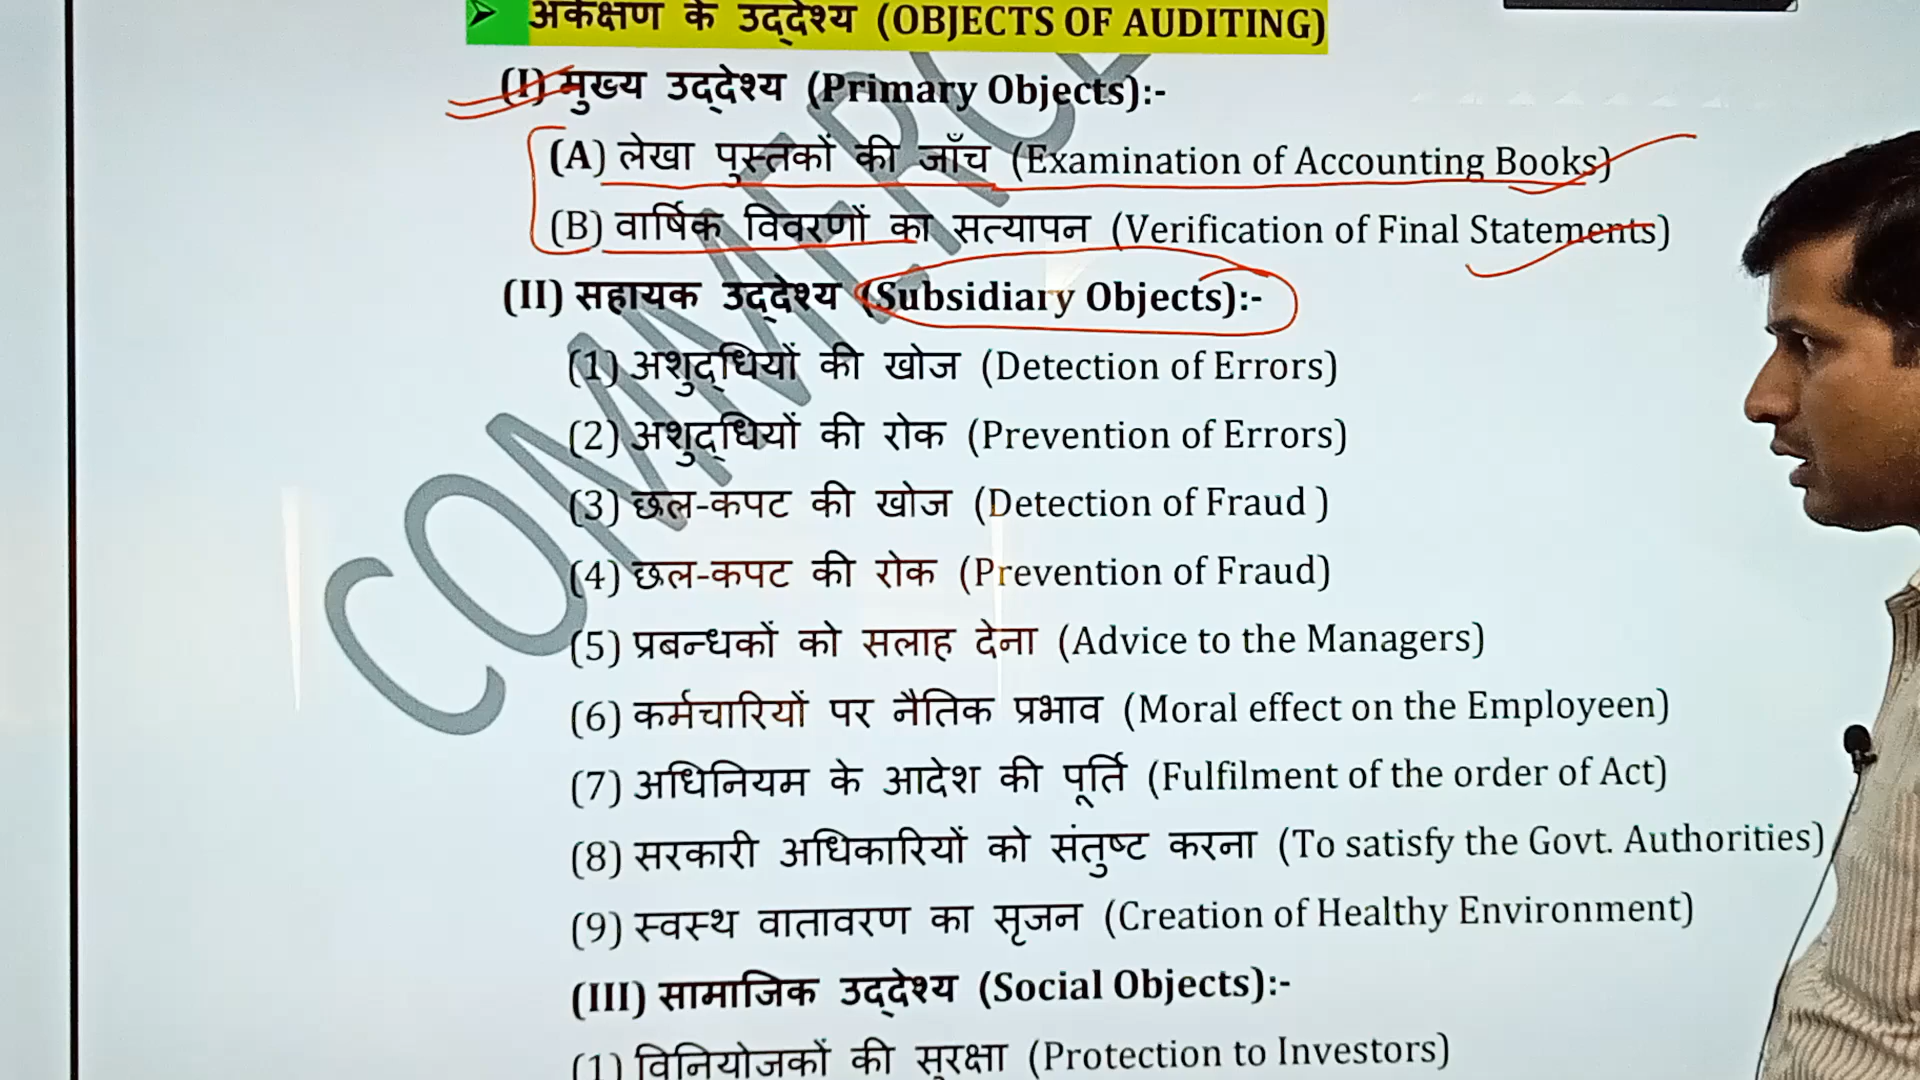 अंकेक्षण के उद्देश्य (OBJECTS OF AUDITING)
(I) मुख्य उद्देश्य (Primary Objects):-
(A) लेखा पुस्तकों की जाँच (Examination of Accounting Books)
(B) वार्षिक विवरणों का सत्यापन (Verification of Final Statements)
(II) सहायक उद्देश्य (Subsidiary Objects):-
(1) अशुद्धियों की खोज (Detection of Errors)
(2) अशुद्धियों की रोक (Prevention of Errors)
(3) छल-कपट की खोज (Detection of Fraud )
(4) छल-कपट की रोक (Prevention of Fraud)
(5) प्रबन्धकों को सलाह देना (Advice to the Managers)
(6) कर्मचारियों पर नैतिक प्रभाव (Moral effect on the Employeen)
(7) अधिनियम के आदेश की पूर्ति (Fulfilment of the order of Act)
(8) सरकारी अधिकारियों को संतुष्ट करना (To satisfy the Govt. Authorities)
(9) स्वस्थ वातावरण का सृजन (Creation of Healthy Environment)
(III) सामाजिक उद्देश्य (Social Objects):-
(1) विनियोजकों की सुरक्षा (Protection to Investors)